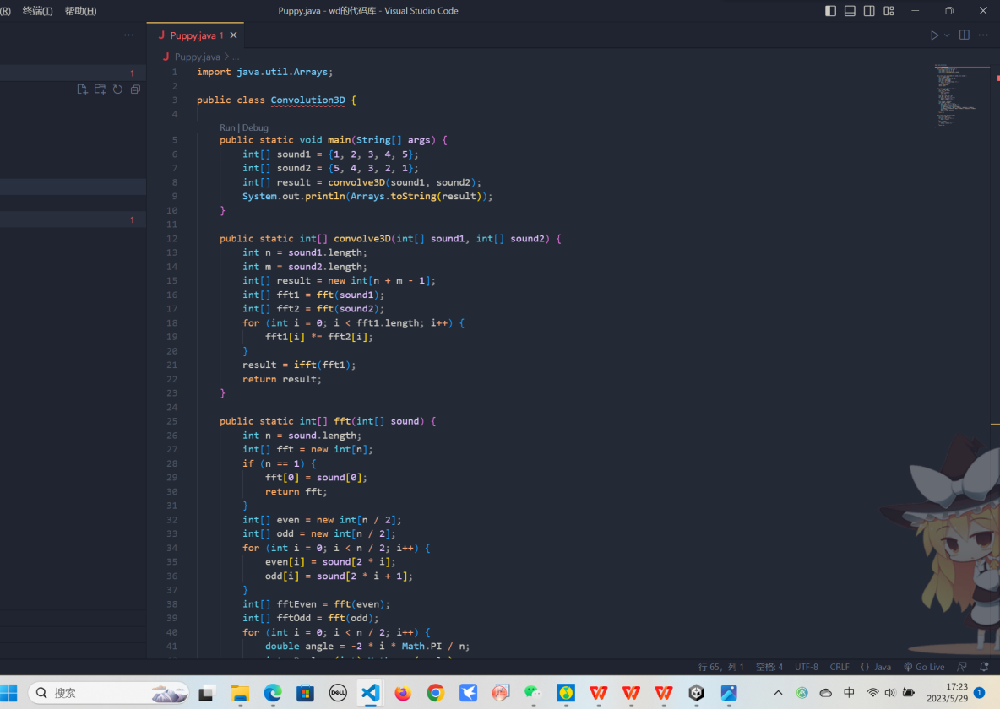 (R) 终端(T) 帮助(H)
Puppy.java - wd的代码库 - Visual Studio Code
J Puppy.java 1
J Puppy.java > ...
1
1
1 import java.util.Arrays;
2
3 public class Convolution3D {
4
Run | Debug
5 public static void main(String[] args) {
6 int[] sound1 = {1, 2, 3, 4, 5};
7 int[] sound2 = {5, 4, 3, 2, 1};
8 int[] result = convolve3D(sound1, sound2);
9 System.out.println(Arrays.toString(result));
10 }
11
12 public static int[] convolve3D(int[] sound1, int[] sound2) {
13 int n = sound1.length;
14 int m = sound2.length;
15 int[] result = new int[n + m - 1];
16 int[] fft1 = fft(sound1);
17 int[] fft2 = fft(sound2);
18 for (int i = 0; i < fft1.length; i++) {
19 fft1[i] *= fft2[i];
20 }
21 result = ifft(fft1);
22 return result;
23 }
24
25 public static int[] fft(int[] sound) {
26 int n = sound.length;
27 int[] fft = new int[n];
28 if (n == 1) {
29 fft[0] = sound[0];
30 return fft;
31 }
32 int[] even = new int[n / 2];
33 int[] odd = new int[n / 2];
34 for (int i = 0; i < n / 2; i++) {
35 even[i] = sound[2 * i];
36 odd[i] = sound[2 * i + 1];
37 }
38 int[] fftEven = fft(even);
39 int[] fftOdd = fft(odd);
40 for (int i = 0; i < n / 2; i++) {
41 double angle = -2 * i * Math.PI / n;
行 65，列 1 空格: 4 UTF-8 CRLF {} Java Go Live
搜索
DELL
中
17:23
2023/5/29
1